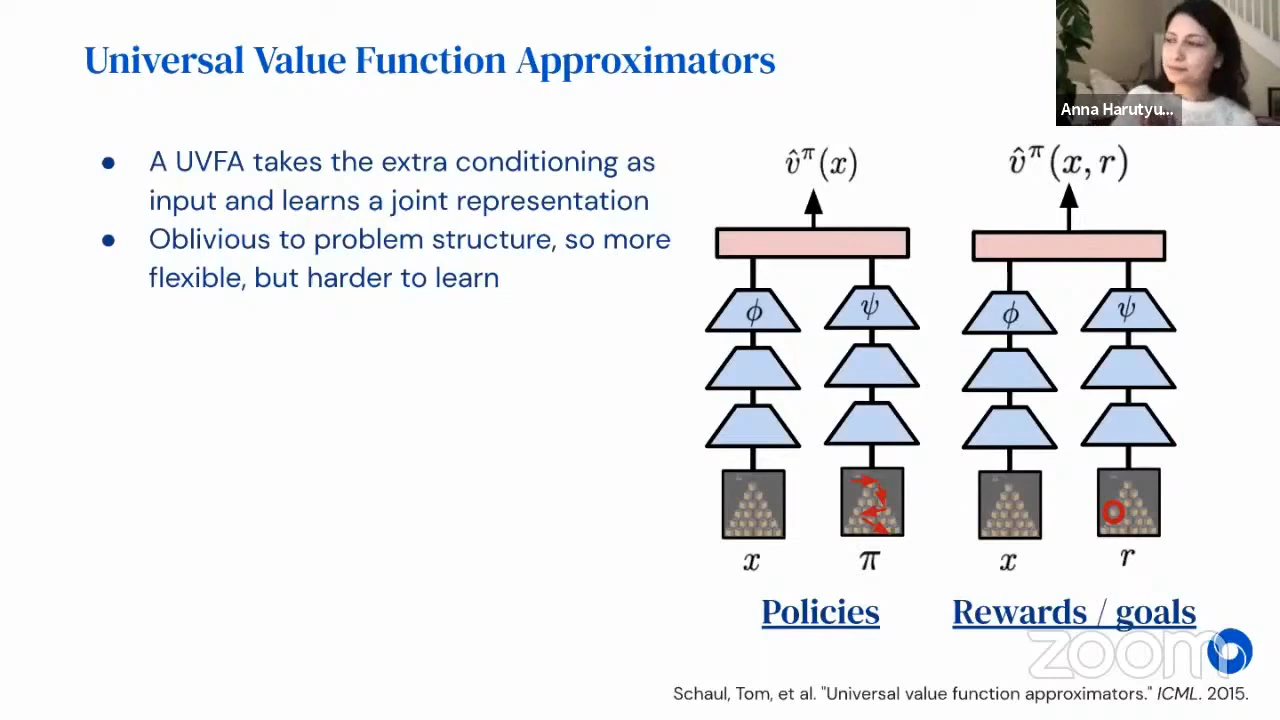 Universal Value Function Approximators
Anna Harutyu...
● A UVFA takes the extra conditioning as
input and learns a joint representation
● Oblivious to problem structure, so more
flexible, but harder to learn
v̂^π(x)
v̂^π(x, r)
ϕ ψ ϕ ψ
x π x r
Policies Rewards / goals
zoom
Schaul, Tom, et al. "Universal value function approximators." ICML. 2015.